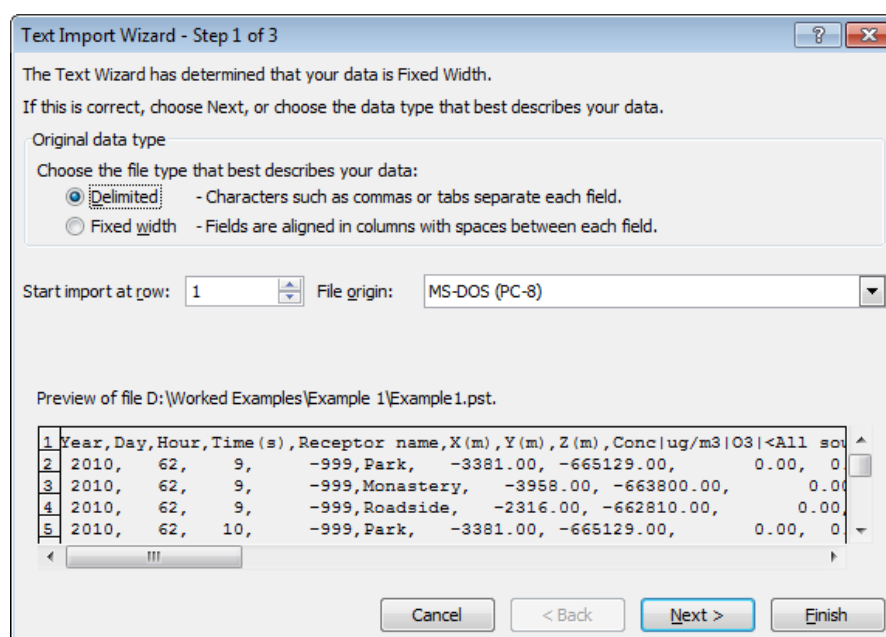 Text Import Wizard - Step 1 of 3
The Text Wizard has determined that your data is Fixed Width.
If this is correct, choose Next, or choose the data type that best describes your data.
Original data type
Choose the file type that best describes your data:
Delimited - Characters such as commas or tabs separate each field.
Fixed width - Fields are aligned in columns with spaces between each field.
Start import at row: 1 File origin: MS-DOS (PC-8)
Preview of file D:\Worked Examples\Example 1\Example1.pst.
1 Year,Day,Hour,Time(s),Receptor name,X(m),Y(m),Z(m),Conc|ug/m3|O3|<All sou
2 2010, 62, 9, -999,Park, -3381.00, -665129.00, 0.00, 0.
3 2010, 62, 9, -999,Monastery, -3958.00, -663800.00, 0.00
4 2010, 62, 9, -999,Roadside, -2316.00, -662810.00, 0.00,
5 2010, 62, 10, -999,Park, -3381.00, -665129.00, 0.00, 0.
Cancel < Back Next > Finish